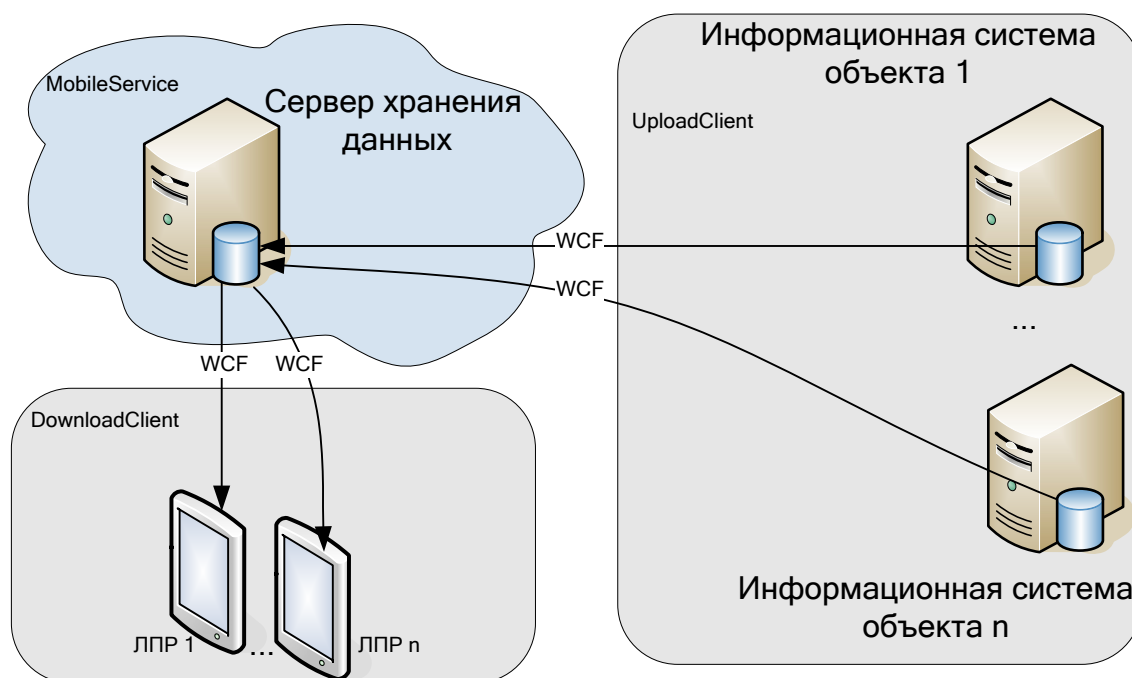 MobileService
Сервер хранения
данных
Информационная система
объекта 1
UploadClient
WCF
WCF
...
WCF
WCF
DownloadClient
ЛПР 1
...
ЛПР n
Информационная система
объекта n